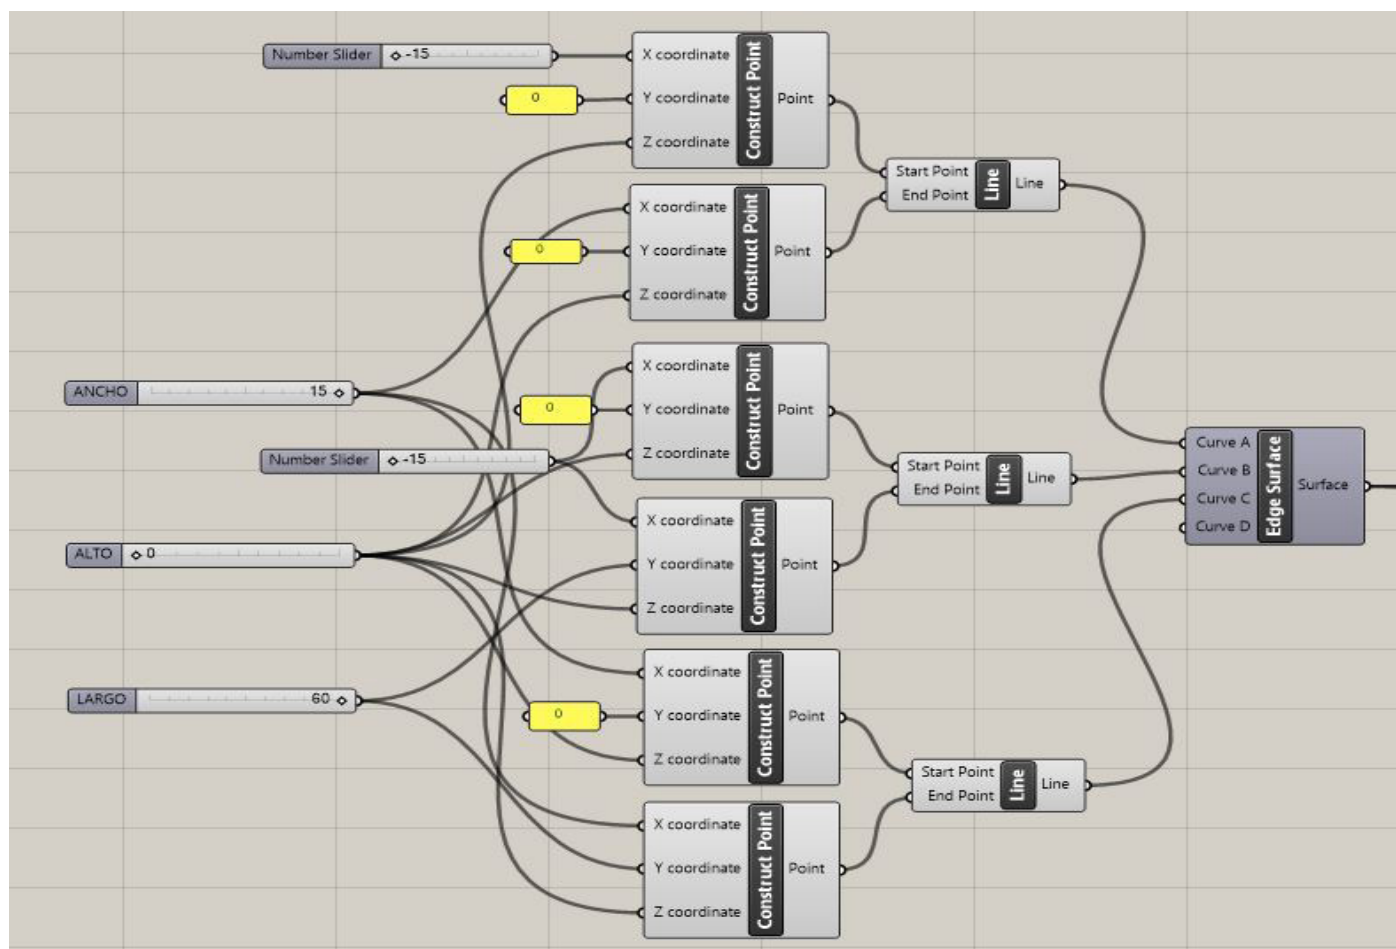 Number Slider -15
0
X coordinate
Y coordinate
Z coordinate
Construct Point
Point
0
X coordinate
Y coordinate
Z coordinate
Construct Point
Point
Start Point
End Point
Line
Line
ANCHO 15
Number Slider -15
0
X coordinate
Y coordinate
Z coordinate
Construct Point
Point
ALTO 0
X coordinate
Y coordinate
Z coordinate
Construct Point
Point
Start Point
End Point
Line
Line
Curve A
Curve B
Curve C
Curve D
Edge Surface
Surface
LARGO 60
0
X coordinate
Y coordinate
Z coordinate
Construct Point
Point
X coordinate
Y coordinate
Z coordinate
Construct Point
Point
Start Point
End Point
Line
Line